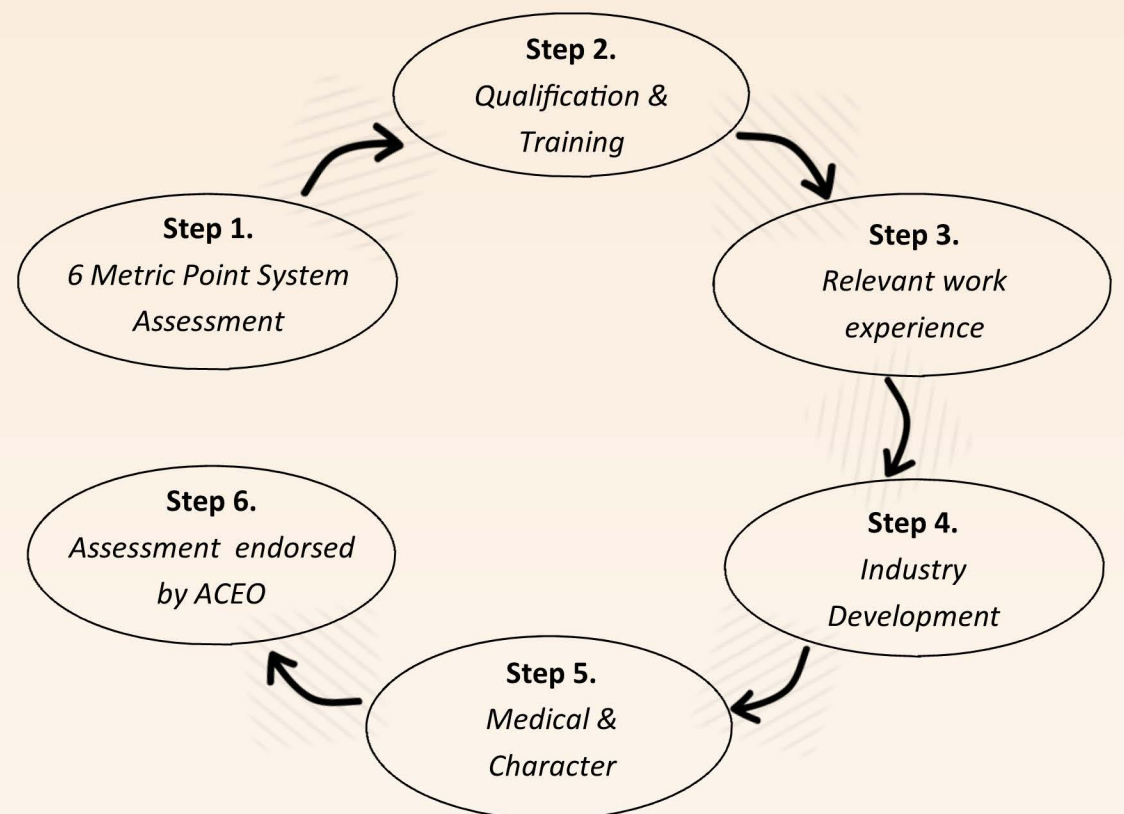 Step 1.
6 Metric Point System
Assessment
Step 2.
Qualification &
Training
Step 3.
Relevant work
experience
Step 4.
Industry
Development
Step 5.
Medical &
Character
Step 6.
Assessment endorsed
by ACEO